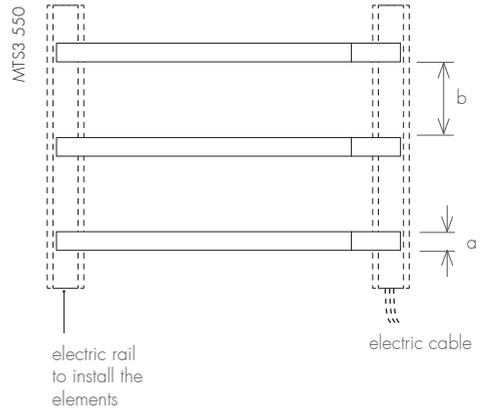 MTS3 550
b
a
electric rail
to install the
elements
electric cable